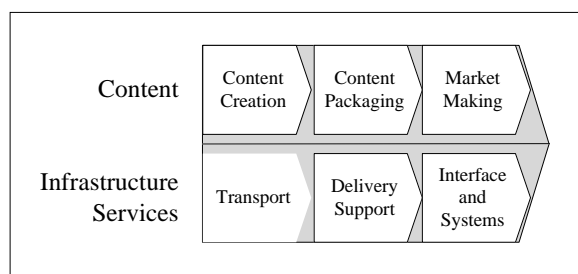 Content
Content
Creation
Content
Packaging
Market
Making
Infrastructure
Services
Transport
Delivery
Support
Interface
and
Systems